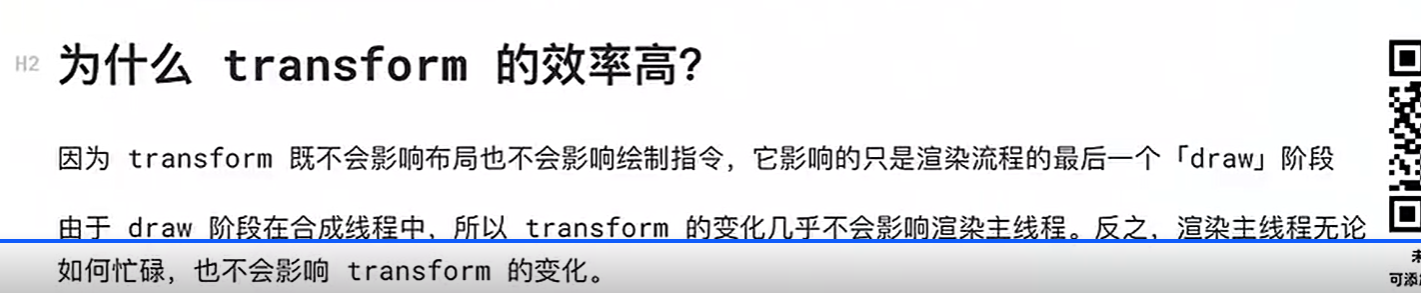 H2 为什么 transform 的效率高?
因为 transform 既不会影响布局也不会影响绘制指令，它影响的只是渲染流程的最后一个「draw」阶段
由于 draw 阶段在合成线程中，所以 transform 的变化几乎不会影响渲染主线程。反之，渲染主线程无论
如何忙碌，也不会影响 transform 的变化。
可添